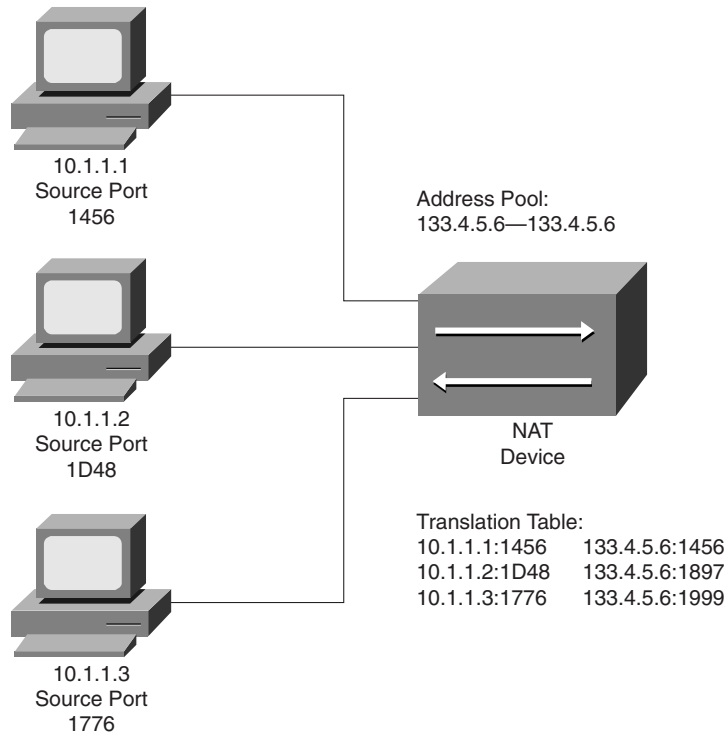 10.1.1.1
Source Port
1456
Address Pool:
133.4.5.6—133.4.5.6
10.1.1.2
Source Port
1D48
NAT
Device
Translation Table:
10.1.1.1:1456 133.4.5.6:1456
10.1.1.2:1D48 133.4.5.6:1897
10.1.1.3:1776 133.4.5.6:1999
10.1.1.3
Source Port
1776